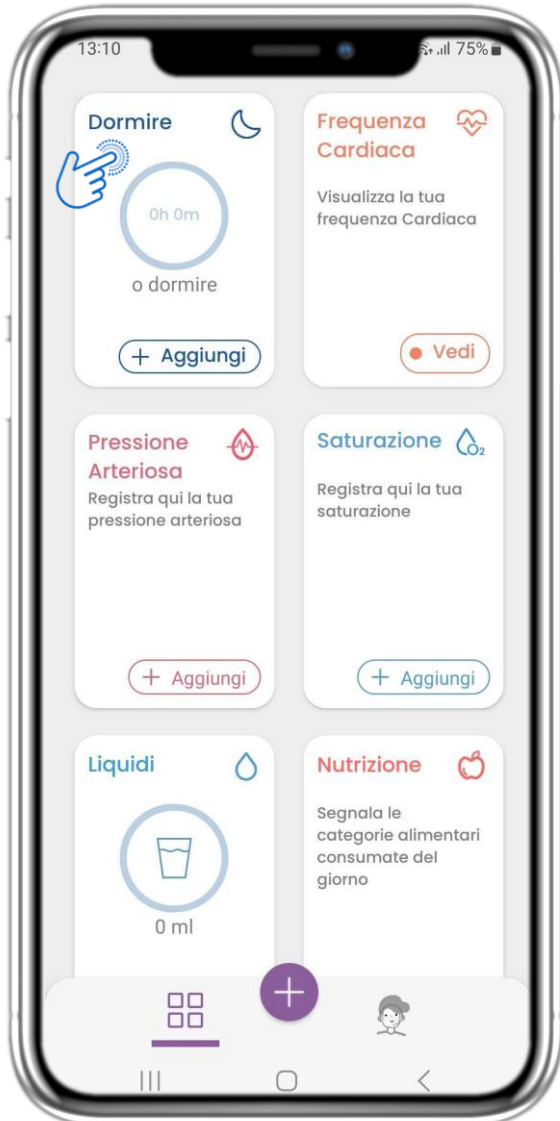 13:10
75%
Dormire
0h 0m
o dormire
+ Aggiungi
Frequenza
Cardiaca
Visualizza la tua
frequenza Cardiaca
Vedi
Pressione
Arteriosa
Registra qui la tua
pressione arteriosa
+ Aggiungi
Saturazione
O₂
Registra qui la tua
saturazione
+ Aggiungi
Liquidi
0 ml
Nutrizione
Segnala le
categorie alimentari
consumate del
giorno
+